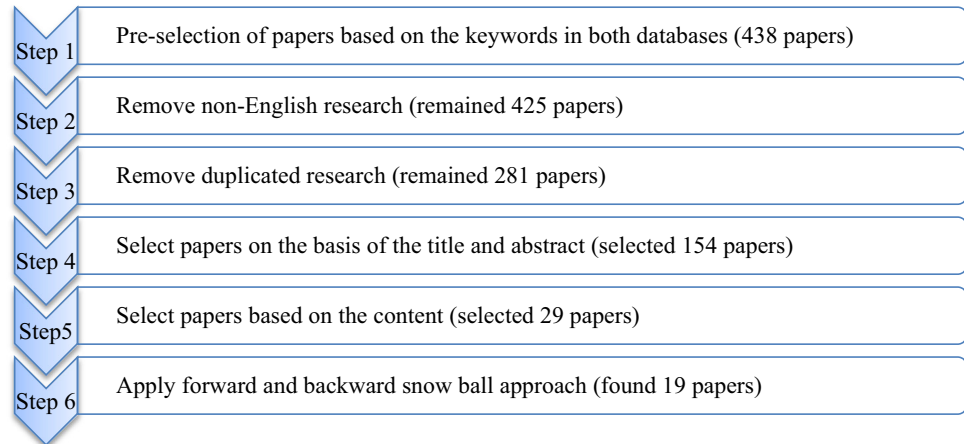 Step 1
Pre-selection of papers based on the keywords in both databases (438 papers)
Step 2
Remove non-English research (remained 425 papers)
Step 3
Remove duplicated research (remained 281 papers)
Step 4
Select papers on the basis of the title and abstract (selected 154 papers)
Step5
Select papers based on the content (selected 29 papers)
Step 6
Apply forward and backward snow ball approach (found 19 papers)